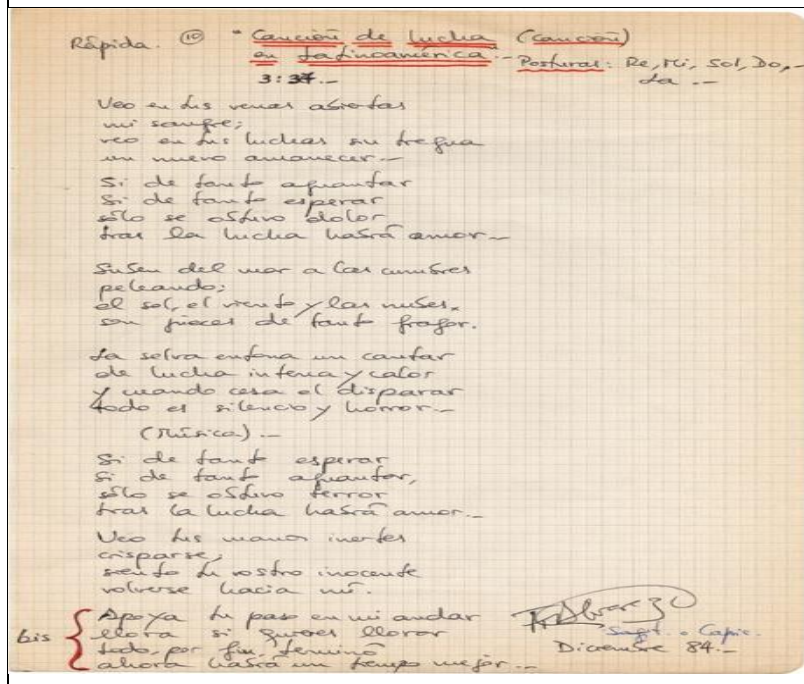 Rápida. ⑩ "Canción de lucha (canción)
en Latinoamérica".- Posturas: Re, Mi, Sol, Do,-
La .-
3:37.-
Veo en tus venas abiertas
mi sangre;
veo en tus luchas sin tregua
un nuevo amanecer.-
Si de tanto aguantar
Si de tanto esperar
sólo se obtuvo dolor
tras la lucha habrá amor.-
Suben del mar a las cumbres
peleando;
el sol, el viento y las nubes,
son jueces de tanto fragor.
La selva entona un cantar
de lucha intensa y calor
y cuando cesa el disparar
todo es silencio y horror.-
(Música).-
Si de tanto esperar
Si de tanto aguantar,
sólo se obtuvo terror
tras la lucha habrá amor.-
Veo tus manos inertes
crisparse,
siento tu rostro inocente
volverse hacia mí.
Apoya tu paso en mi andar
bis llora si quieres llorar
todo, por fin, terminó
ahora habrá un tiempo mejor.-
Diciembre 84.-